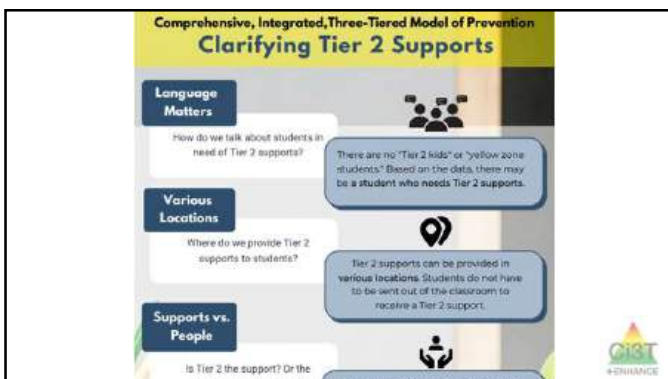 Comprehensive, Integrated,Three-Tiered Model of Prevention
Clarifying Tier 2 Supports
Language
Matters
How do we talk about students in
need of Tier 2 supports?
There are no "Tier 2 kids" or "yellow zone
students." Based on the data, there may
be a student who needs Tier 2 supports.
Various
Locations
Where do we provide Tier 2
supports to students?
Tier 2 supports can be provided in
various locations. Students do not have
to be sent out of the classroom to
receive a Tier 2 support.
Supports vs.
People
Is Tier 2 the support? Or the
Ci3T
+ENHANCE